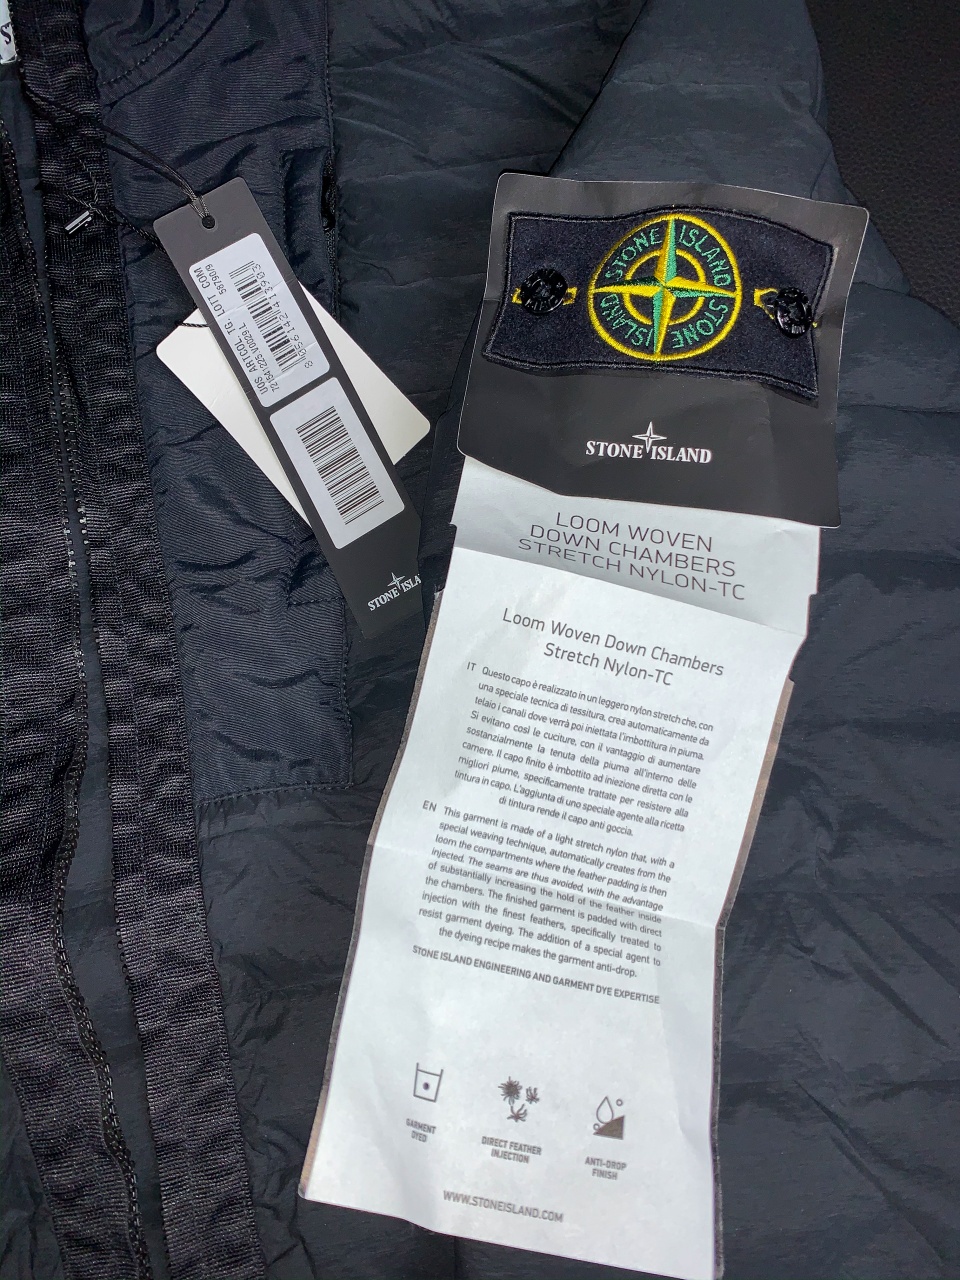 STONE ISLAND
STONE ISLAND
STONE ISLAND
LOOM WOVEN
DOWN CHAMBERS
STRETCH NYLON-TC
Loom Woven Down Chambers
Stretch Nylon-TC
IT Questo capo è realizzato in un leggero nylon stretch che, con
una speciale tecnica di tessitura, crea automaticamente da
telaio i canali dove verrà poi iniettata l'imbottitura in piuma.
Si evitano così le cuciture, con il vantaggio di aumentare
sostanzialmente la tenuta della piuma all'interno delle
camere. Il capo finito è imbottito ad iniezione diretta con le
migliori piume, specificamente trattate per resistere alla
tintura in capo. L'aggiunta di uno speciale agente alla ricetta
di tintura rende il capo anti goccia.
EN This garment is made of a light stretch nylon that, with a
special weaving technique, automatically creates from the
loom the compartments where the feather padding is then
injected. The seams are thus avoided, with the advantage
of substantially increasing the hold of the feather inside
the chambers. The finished garment is padded with direct
injection with the finest feathers, specifically treated to
resist garment dyeing. The addition of a special agent to
the dyeing recipe makes the garment anti-drop.
STONE ISLAND ENGINEERING AND GARMENT DYE EXPERTISE
GARMENT
DYED
DIRECT FEATHER
INJECTION
ANTI-DROP
FINISH
WWW.STONEISLAND.COM
UOS ARTCOL TG. LOTT COM
STONE ISLA